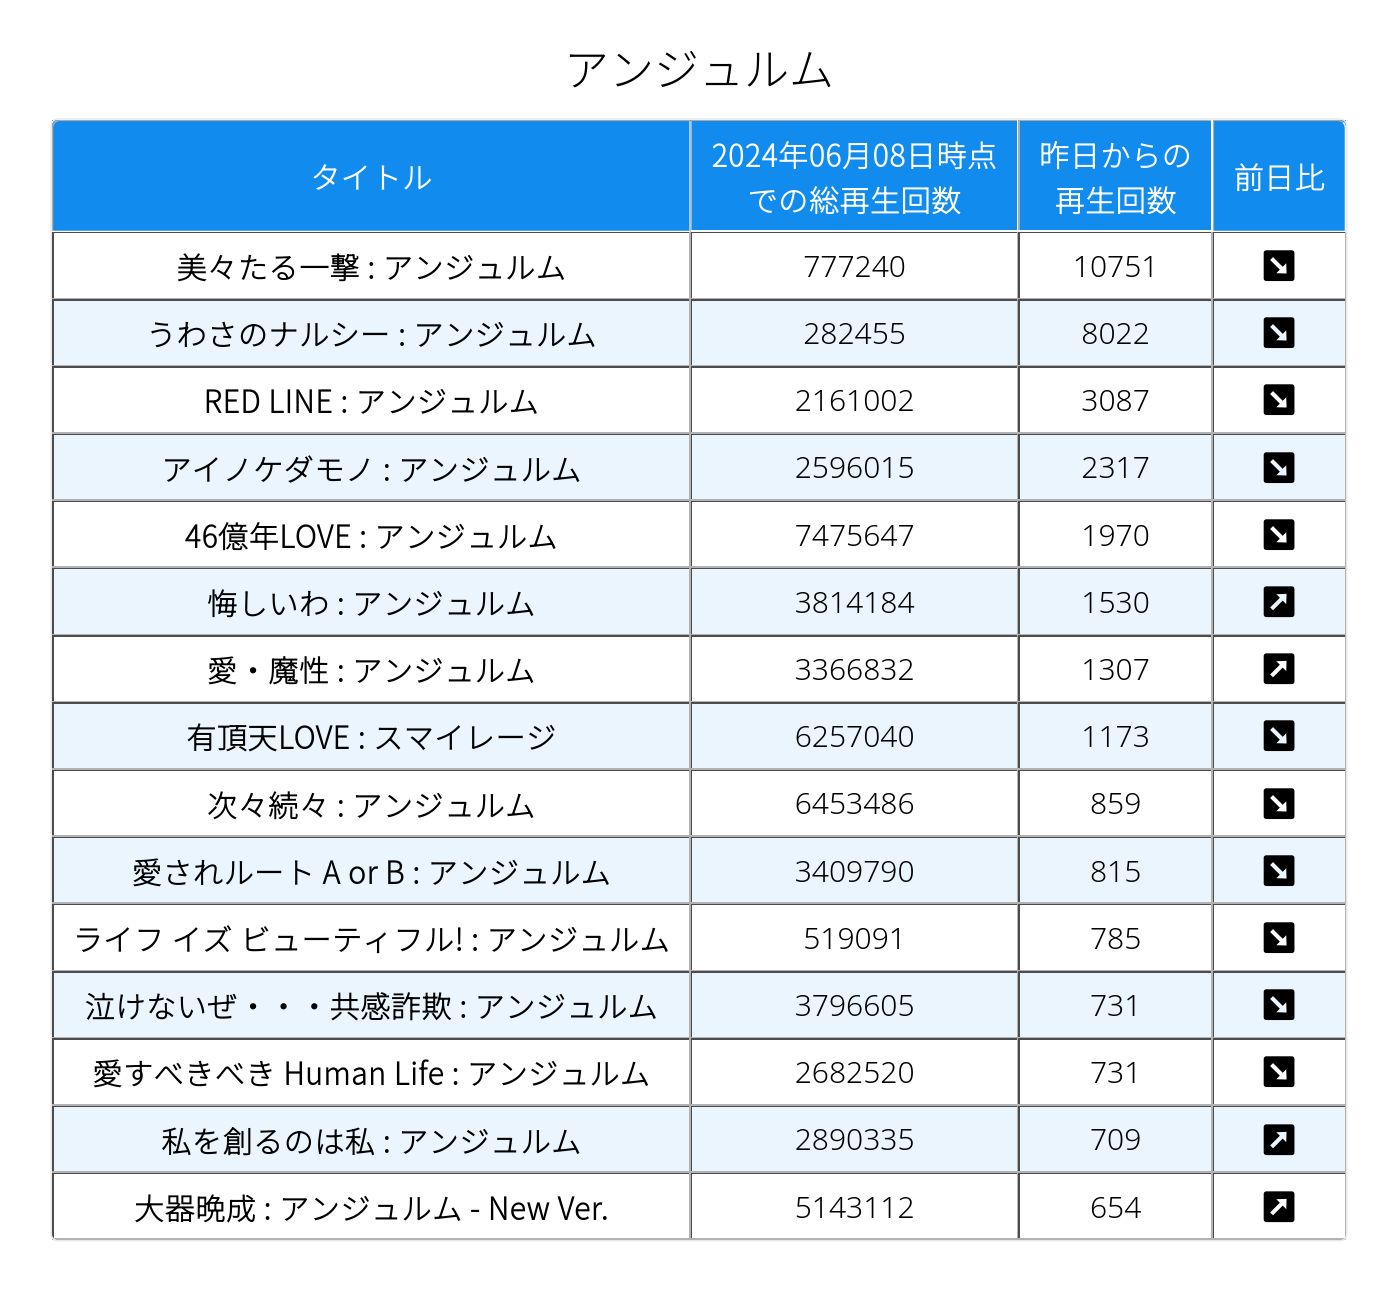 アンジュルム
タイトル
2024年06月08日時点
での総再生回数
昨日からの
再生回数
前日比
美々たる一撃 : アンジュルム 777240 10751 ↘
うわさのナルシー : アンジュルム 282455 8022 ↘
RED LINE : アンジュルム 2161002 3087 ↘
アイノケダモノ : アンジュルム 2596015 2317 ↘
46億年LOVE : アンジュルム 7475647 1970 ↘
悔しいわ : アンジュルム 3814184 1530 ↗
愛・魔性 : アンジュルム 3366832 1307 ↗
有頂天LOVE : スマイレージ 6257040 1173 ↘
次々続々 : アンジュルム 6453486 859 ↘
愛されルート A or B : アンジュルム 3409790 815 ↘
ライフ イズ ビューティフル! : アンジュルム 519091 785 ↘
泣けないぜ・・・共感詐欺 : アンジュルム 3796605 731 ↘
愛すべきべき Human Life : アンジュルム 2682520 731 ↘
私を創るのは私 : アンジュルム 2890335 709 ↗
大器晩成 : アンジュルム - New Ver. 5143112 654 ↗